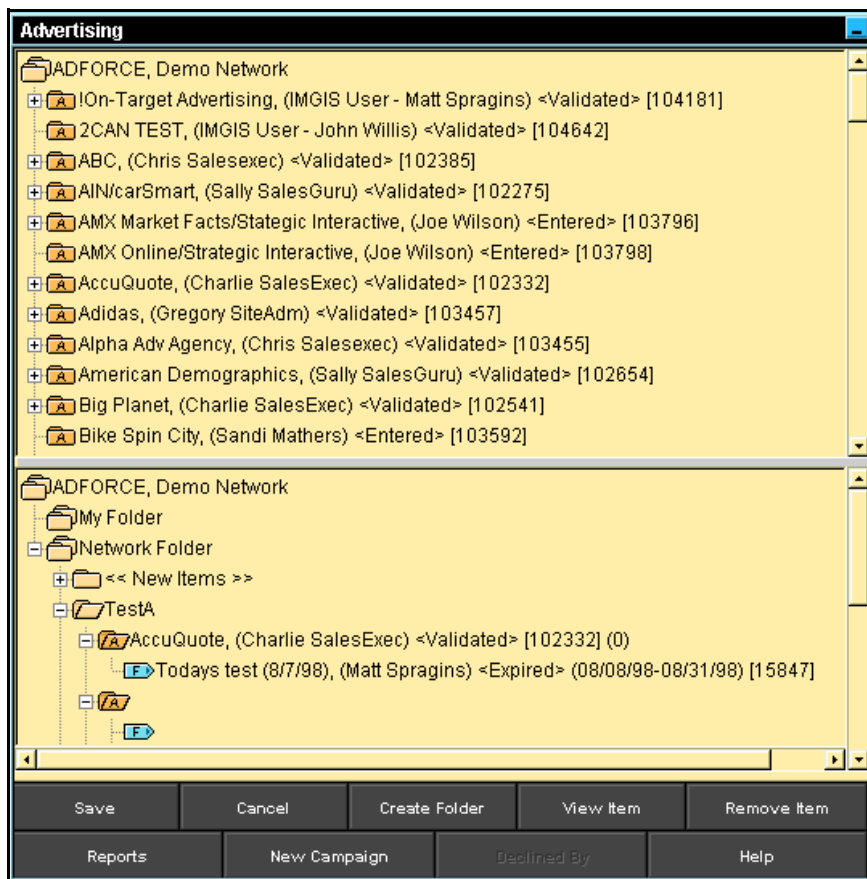 Advertising
ADFORCE, Demo Network
A !On-Target Advertising, (IMGIS User - Matt Spragins) <Validated> [104181]
A 2CAN TEST, (IMGIS User - John Willis) <Validated> [104642]
A ABC, (Chris Salesexec) <Validated> [102385]
A AIN/carSmart, (Sally SalesGuru) <Validated> [102275]
A AMX Market Facts/Stategic Interactive, (Joe Wilson) <Entered> [103796]
A AMX Online/Strategic Interactive, (Joe Wilson) <Entered> [103798]
A AccuQuote, (Charlie SalesExec) <Validated> [102332]
A Adidas, (Gregory SiteAdm) <Validated> [103457]
A Alpha Adv Agency, (Chris Salesexec) <Validated> [103455]
A American Demographics, (Sally SalesGuru) <Validated> [102654]
A Big Planet, (Charlie SalesExec) <Validated> [102541]
A Bike Spin City, (Sandi Mathers) <Entered> [103592]
ADFORCE, Demo Network
My Folder
Network Folder
<< New Items >>
TestA
A AccuQuote, (Charlie SalesExec) <Validated> [102332] (0)
F Todays test (8/7/98), (Matt Spragins) <Expired> (08/08/98-08/31/98) [15847]
A
F
Save Cancel Create Folder View Item Remove Item
Reports New Campaign Declined By Help